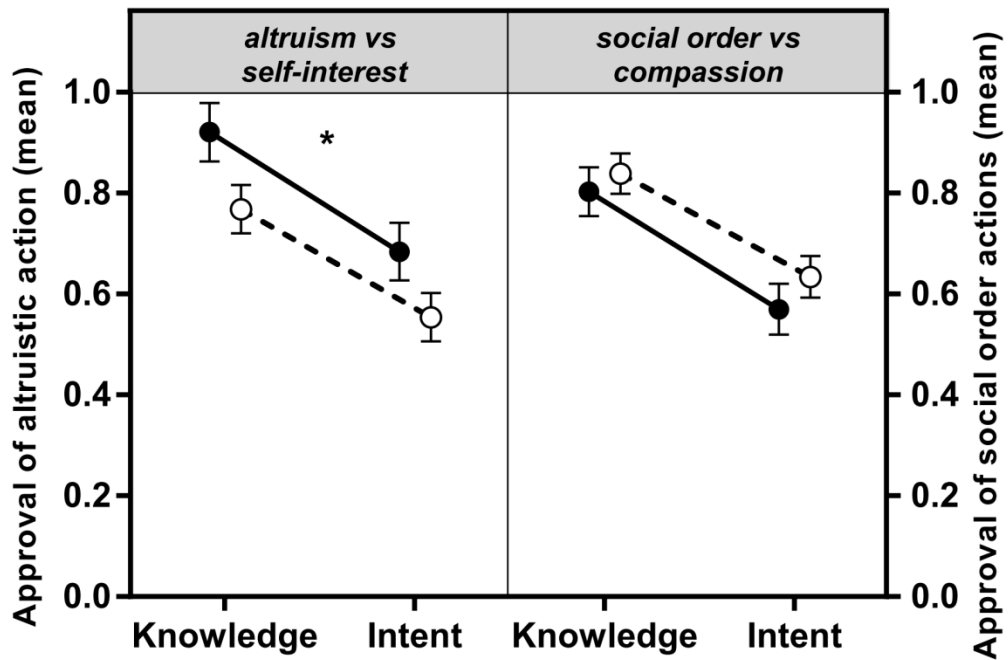 altruism vs
self-interest
social order vs
compassion
Approval of altruistic action (mean)
1.0
0.8
0.6
0.4
0.2
0.0
*
1.0
0.8
0.6
0.4
0.2
0.0
Approval of social order actions (mean)
Knowledge Intent Knowledge Intent